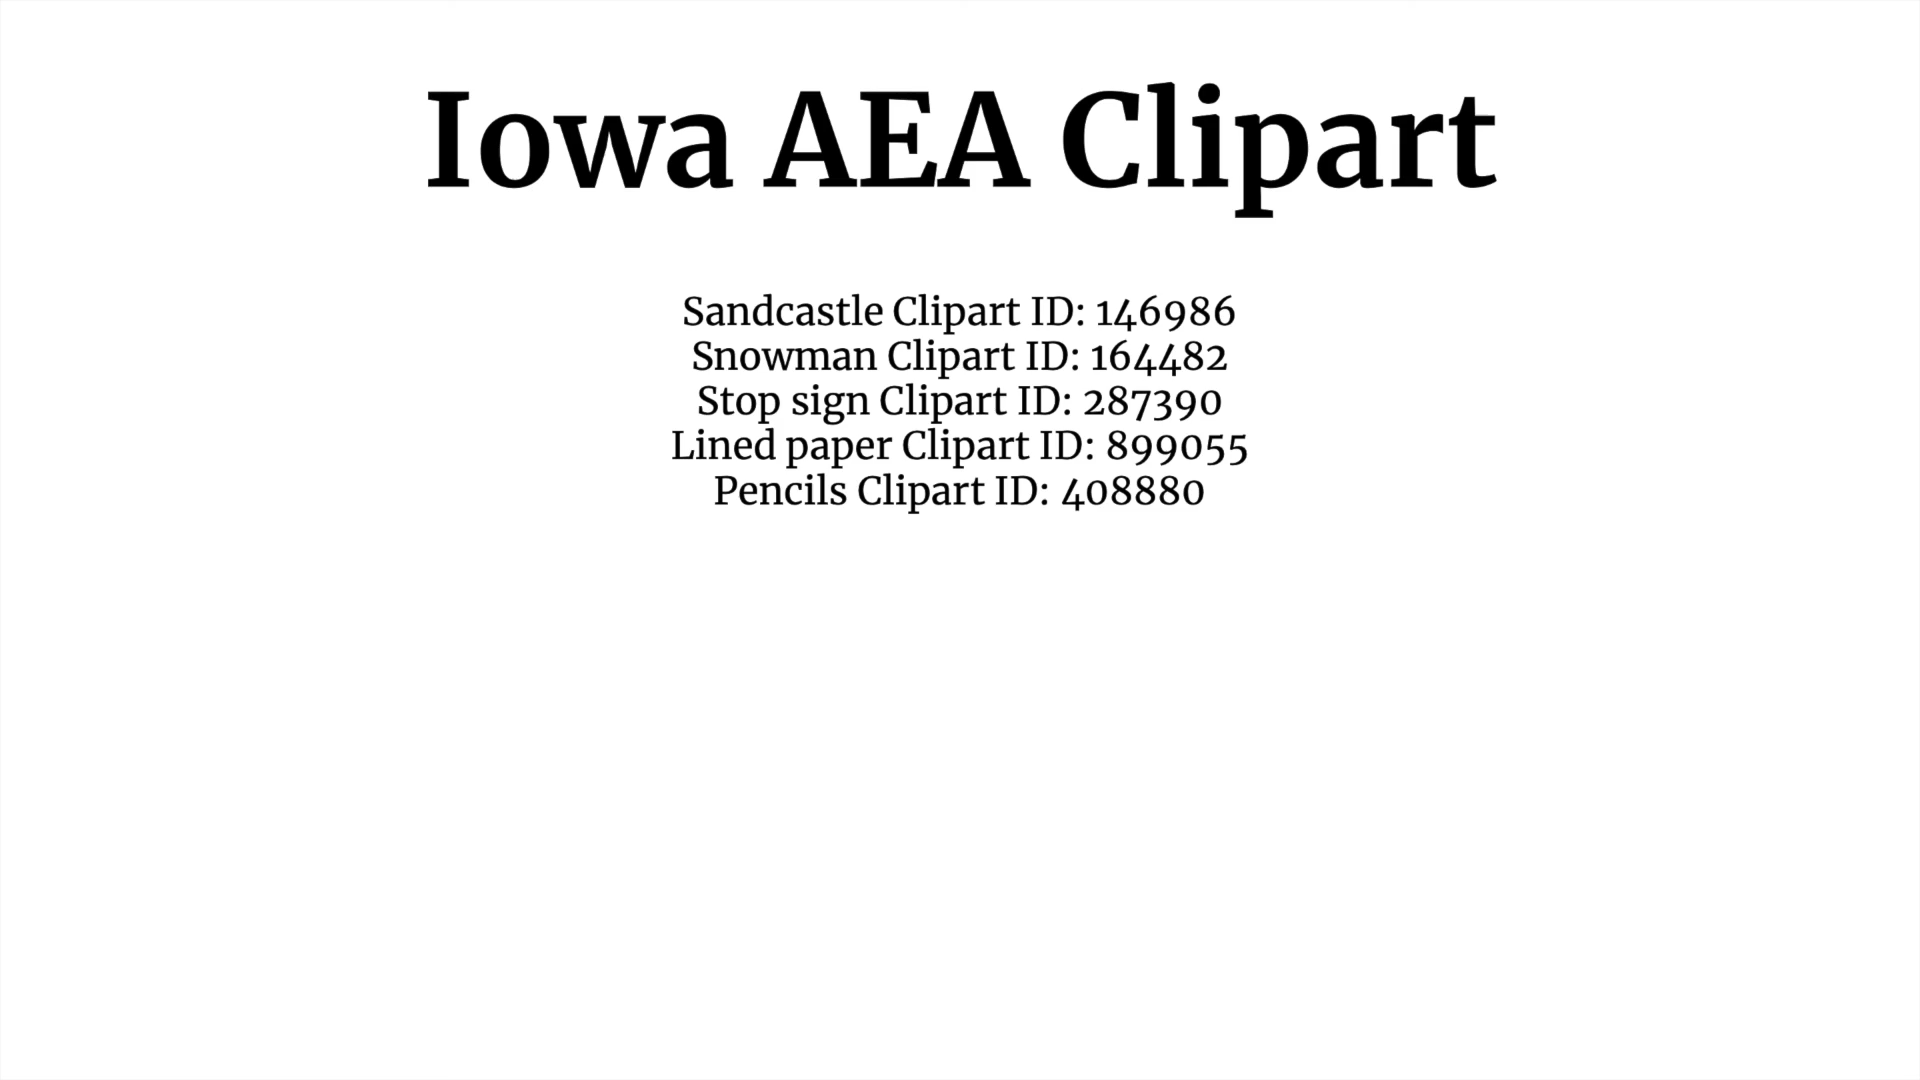 Iowa AEA Clipart
Sandcastle Clipart ID: 146986
Snowman Clipart ID: 164482
Stop sign Clipart ID: 287390
Lined paper Clipart ID: 899055
Pencils Clipart ID: 408880